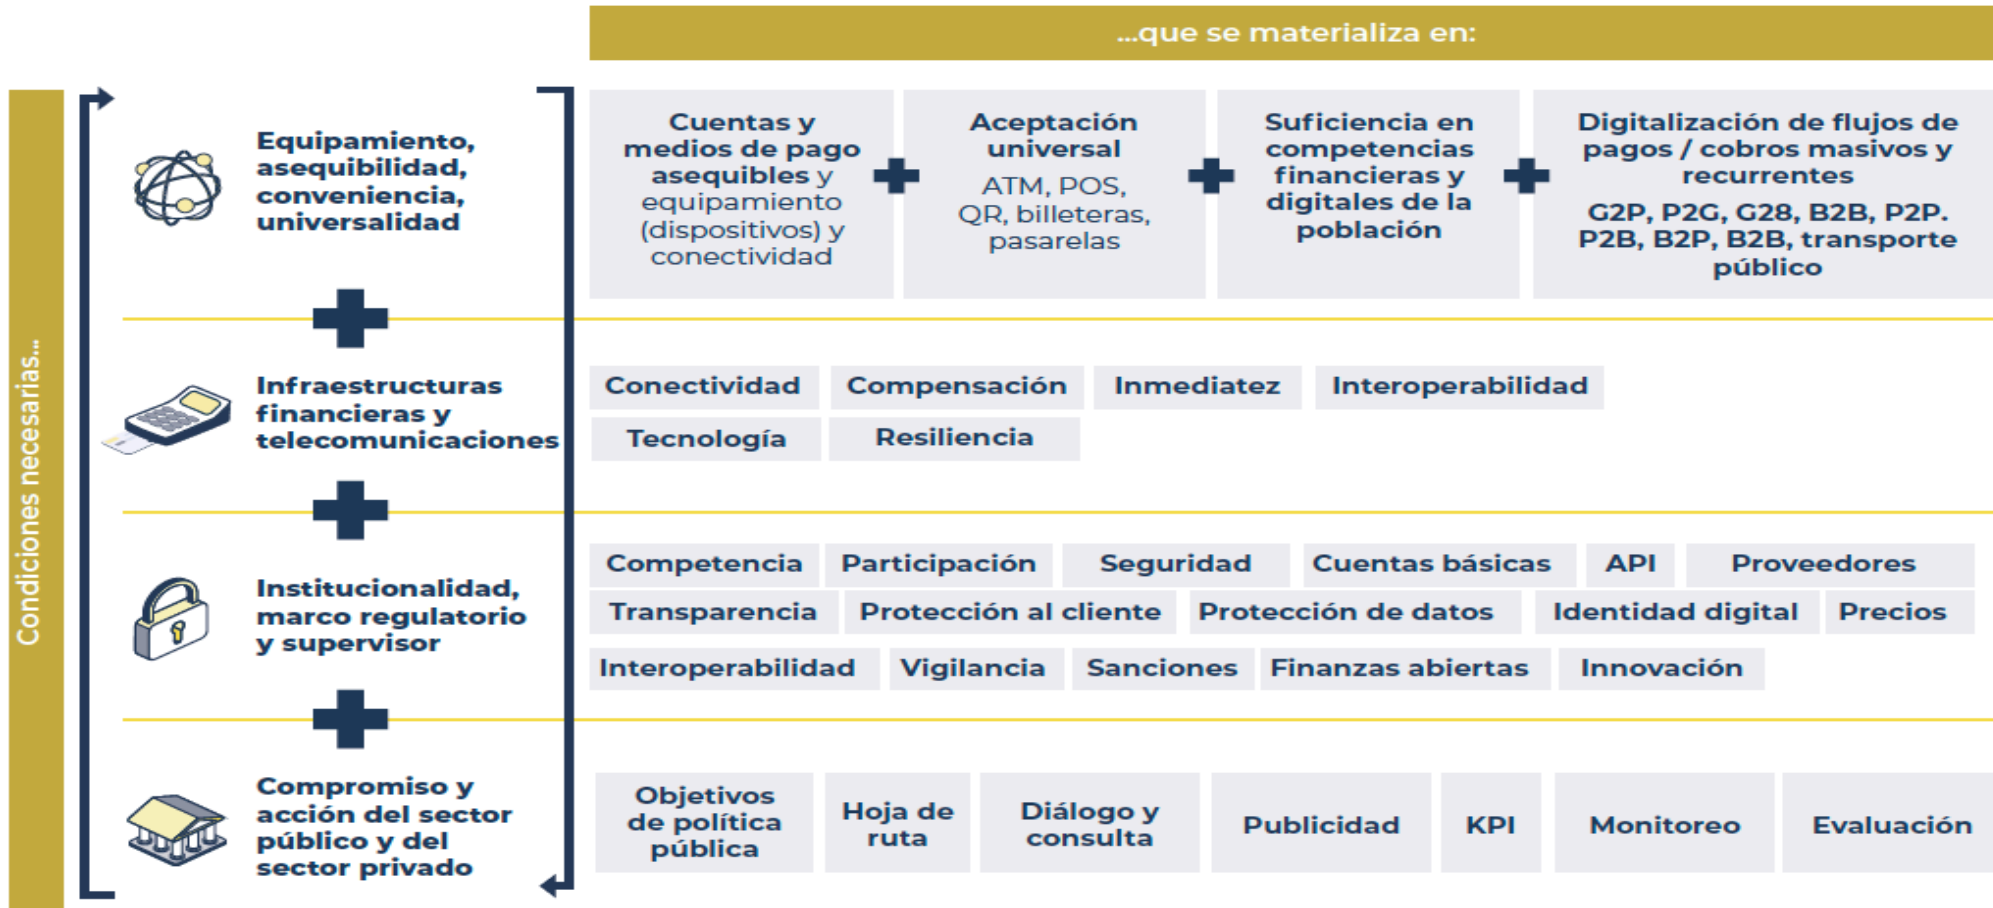 ...que se materializa en:
Condiciones necesarias...
Equipamiento,
asequibilidad,
conveniencia,
universalidad
Cuentas y
medios de pago
asequibles y
equipamiento
(dispositivos) y
conectividad
Aceptación
universal
ATM, POS,
QR, billeteras,
pasarelas
Suficiencia en
competencias
financieras y
digitales de la
población
Digitalización de flujos de
pagos / cobros masivos y
recurrentes
G2P, P2G, G28, B2B, P2P.
P2B, B2P, B2B, transporte
público
Infraestructuras
financieras y
telecomunicaciones
Conectividad
Compensación
Inmediatez
Interoperabilidad
Tecnología
Resiliencia
Institucionalidad,
marco regulatorio
y supervisor
Competencia
Participación
Seguridad
Cuentas básicas
API
Proveedores
Transparencia
Protección al cliente
Protección de datos
Identidad digital
Precios
Interoperabilidad
Vigilancia
Sanciones
Finanzas abiertas
Innovación
Compromiso y
acción del sector
público y del
sector privado
Objetivos
de política
pública
Hoja de
ruta
Diálogo y
consulta
Publicidad
KPI
Monitoreo
Evaluación